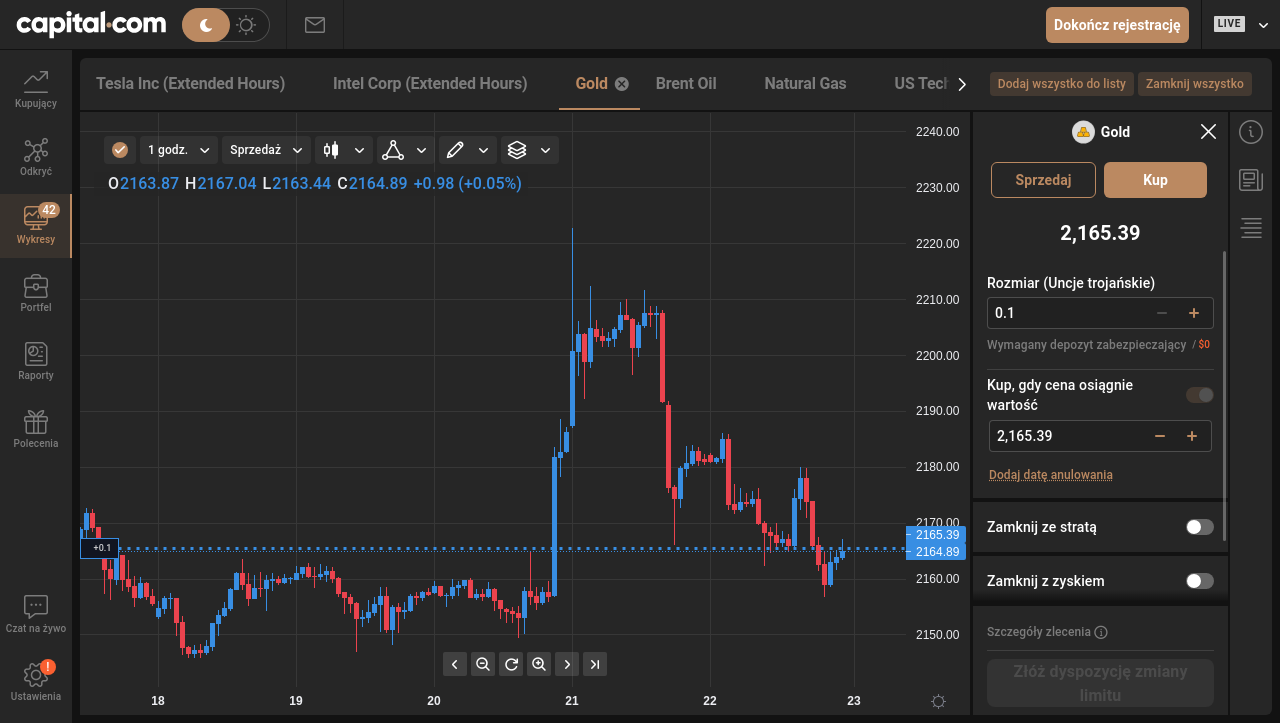 capital.com
Dokończ rejestrację
LIVE
Kupujący
Odkryć
42
Wykresy
Portfel
Raporty
Polecenia
Czat na żywo
!
Ustawienia
Tesla Inc (Extended Hours)
Intel Corp (Extended Hours)
Gold
Brent Oil
Natural Gas
US Tech
Dodaj wszystko do listy
Zamknij wszystko
1 godz.
Sprzedaż
O2163.87 H2167.04 L2163.44 C2164.89 +0.98 (+0.05%)
2240.00
2230.00
2220.00
2210.00
2200.00
2190.00
2180.00
2170.00
2165.39
2164.89
2160.00
2150.00
+0.1
18
19
20
21
22
23
Gold
Sprzedaj
Kup
2,165.39
Rozmiar (Uncje trojańskie)
0.1
Wymagany depozyt zabezpieczający / $0
Kup, gdy cena osiągnie
wartość
2,165.39
Dodaj datę anulowania
Zamknij ze stratą
Zamknij z zyskiem
Szczegóły zlecenia
Złóż dyspozycję zmiany
limitu